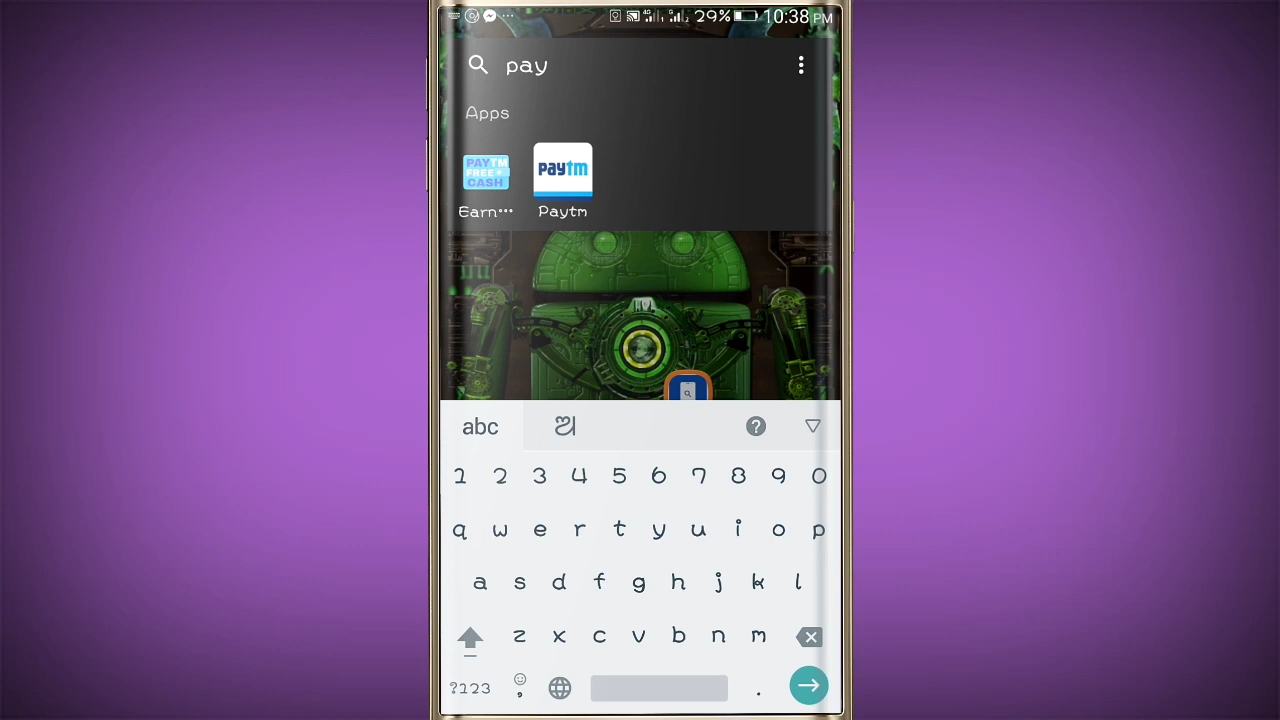 29% 10:38 PM
pay
Apps
PAYTM
FREE+
CASH
paytm
Earn··· Paytm
abc ଆ ?
1 2 3 4 5 6 7 8 9 0
q w e r t y u i o p
a s d f g h j k l
z x c v b n m
?123 , .